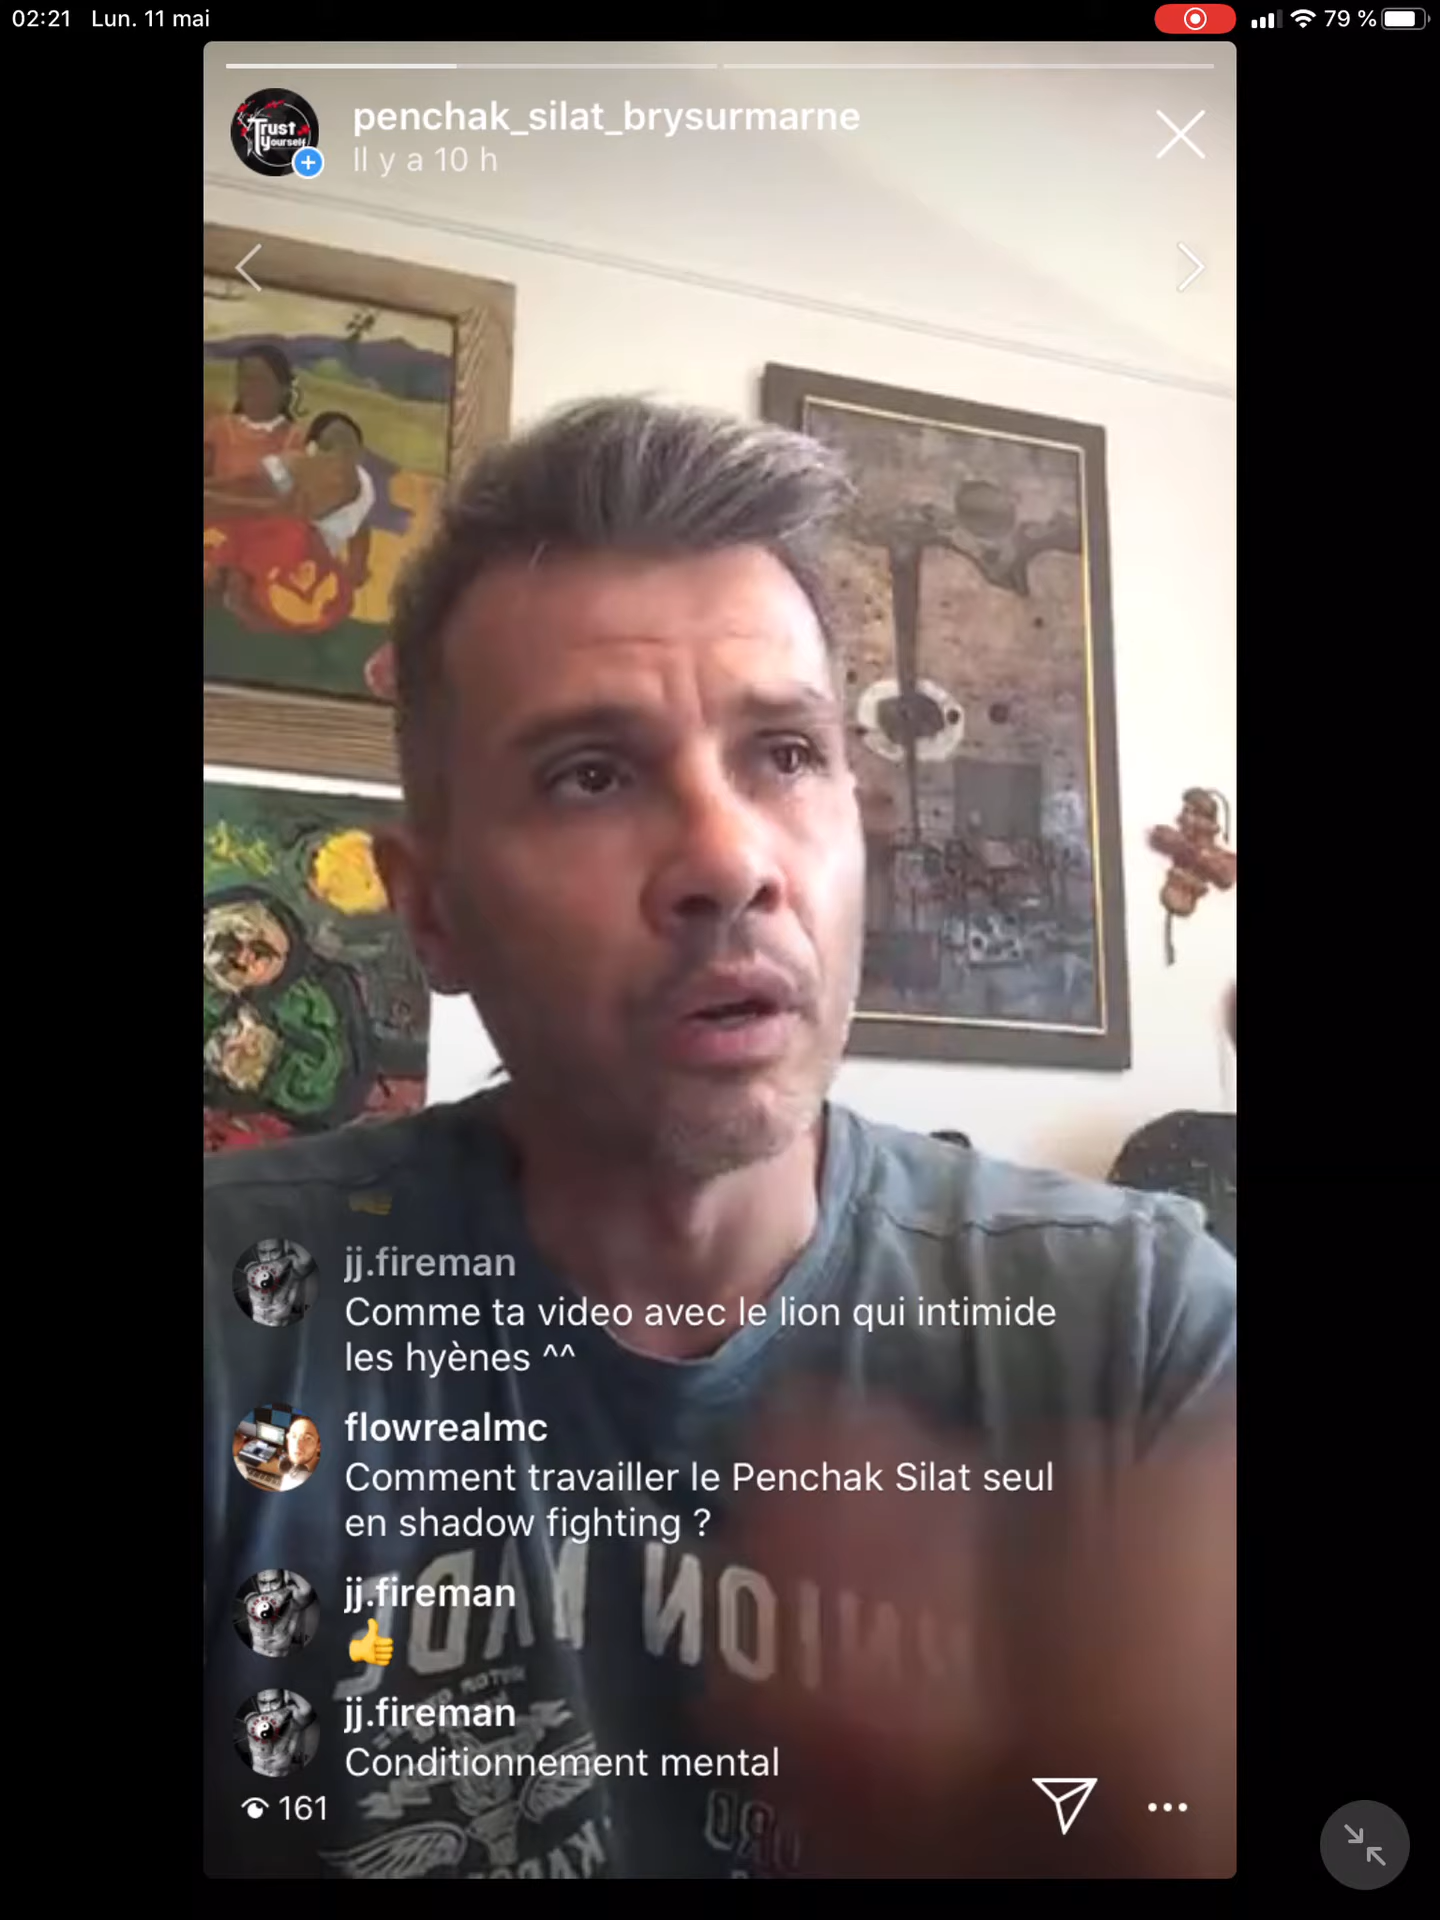 02:21 Lun. 11 mai
79 %
Trust
Yourself
penchak_silat_brysurmarne
Il y a 10 h
jj.fireman
Comme ta video avec le lion qui intimide
les hyènes ^^
flowrealmc
Comment travailler le Penchak Silat seul
en shadow fighting ?
jj.fireman
👍
jj.fireman
Conditionnement mental
161